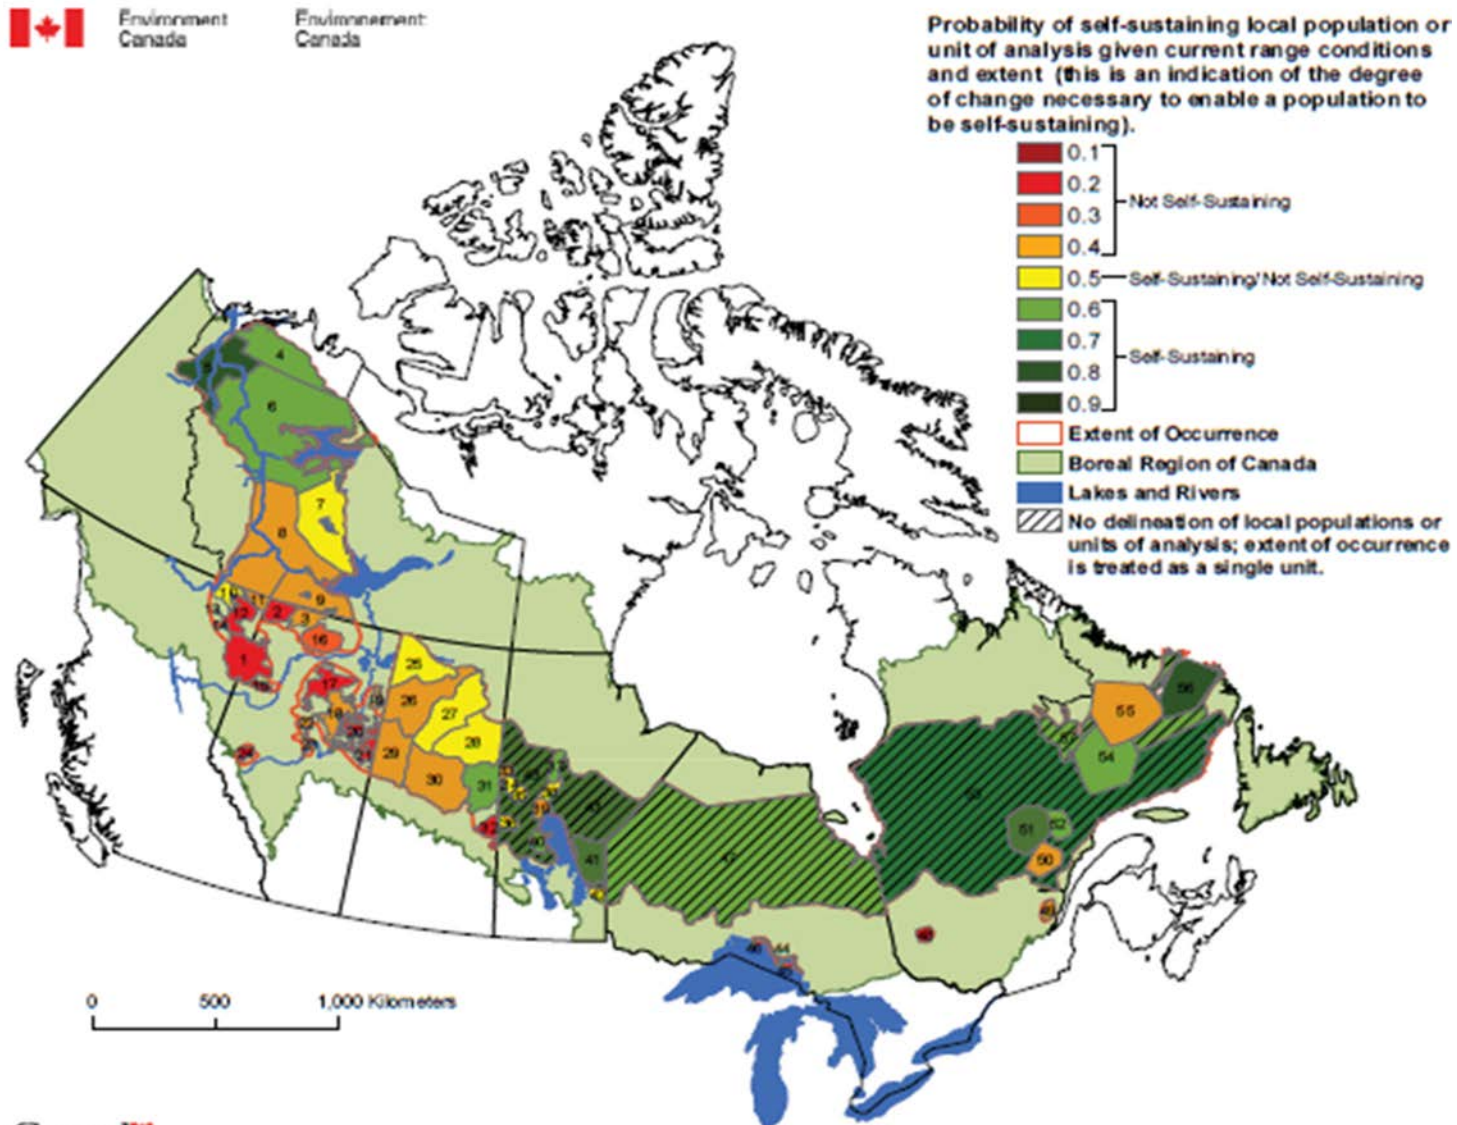 Environment
Canada
Environnement
Canada
Probability of self-sustaining local population or
unit of analysis given current range conditions
and extent (this is an indication of the degree
of change necessary to enable a population to
be self-sustaining).
0.1
0.2
0.3
0.4
Not Self-Sustaining
0.5
Self-Sustaining/Not Self-Sustaining
0.6
0.7
0.8
0.9
Self-Sustaining
Extent of Occurrence
Boreal Region of Canada
Lakes and Rivers
No delineation of local populations or
units of analysis; extent of occurrence
is treated as a single unit.
4
6
7
8
9
11
12
2
3
16
1
17
25
26
27
28
29
30
31
41
47
44
50
51
52
54
55
56
0 500 1,000 Kilometers